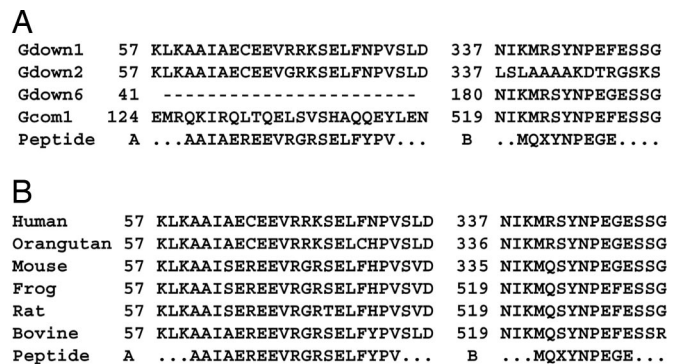 A
Gdown1 57 KLKAAIAECEEVRRKSELFNPVSLD 337 NIKMRSYNPEFESSG
Gdown2 57 KLKAAIAECEEVGRKSELFNPVSLD 337 LSLAAAAKDTRGSKS
Gdown6 41 ---------------------- 180 NIKMRSYNPEGESSG
Gcom1 124 EMRQKIRQLTQELSVSHAQQEYLEN 519 NIKMRSYNPEFESSG
Peptide A ...AAIAEREEVRGRSELFYPV... B ..MQXYNPEGE....
B
Human 57 KLKAAIAECEEVRRKSELFNPVSLD 337 NIKMRSYNPEGESSG
Orangutan 57 KLKAAIAECEEVRRKSELCHPVSLD 336 NIKMRSYNPEGESSG
Mouse 57 KLKAAISEREEVRGRSELFHPVSVD 335 NIKMQSYNPEGESSG
Frog 57 KLKAAISEREEVRGRSELFHPVSVD 519 NIKMQSYNPEFESSG
Rat 57 KLKAAISEREEVRGRTELFHPVSVD 519 NIKMQSYNPEFESSG
Bovine 57 KLKAAIAEREEVRGRSELFYPVSLD 519 NIKMQSYNPEFESSR
Peptide A ...AAIAEREEVRGRSELFYPV... B ...MQXYNPEGE...